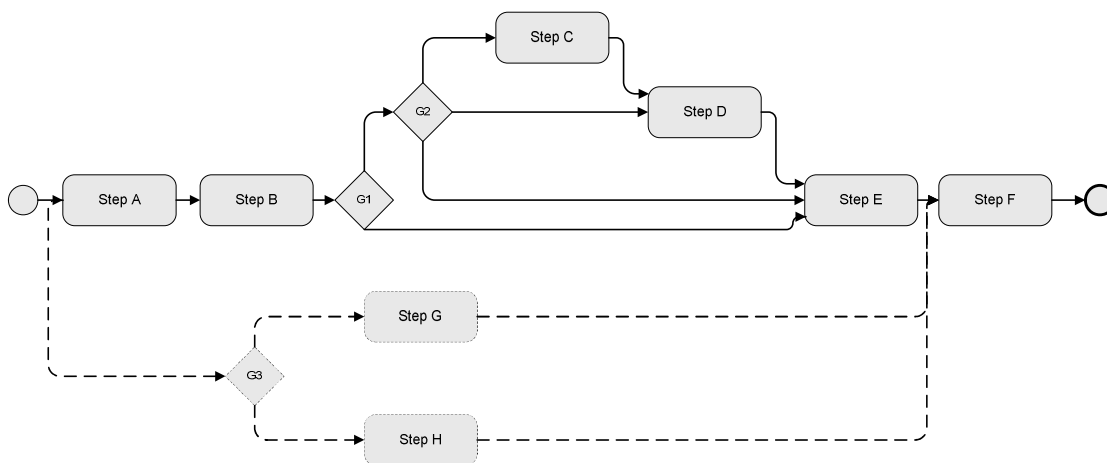 Step C
G2
Step D
Step A
Step B
G1
Step E
Step F
Step G
G3
Step H